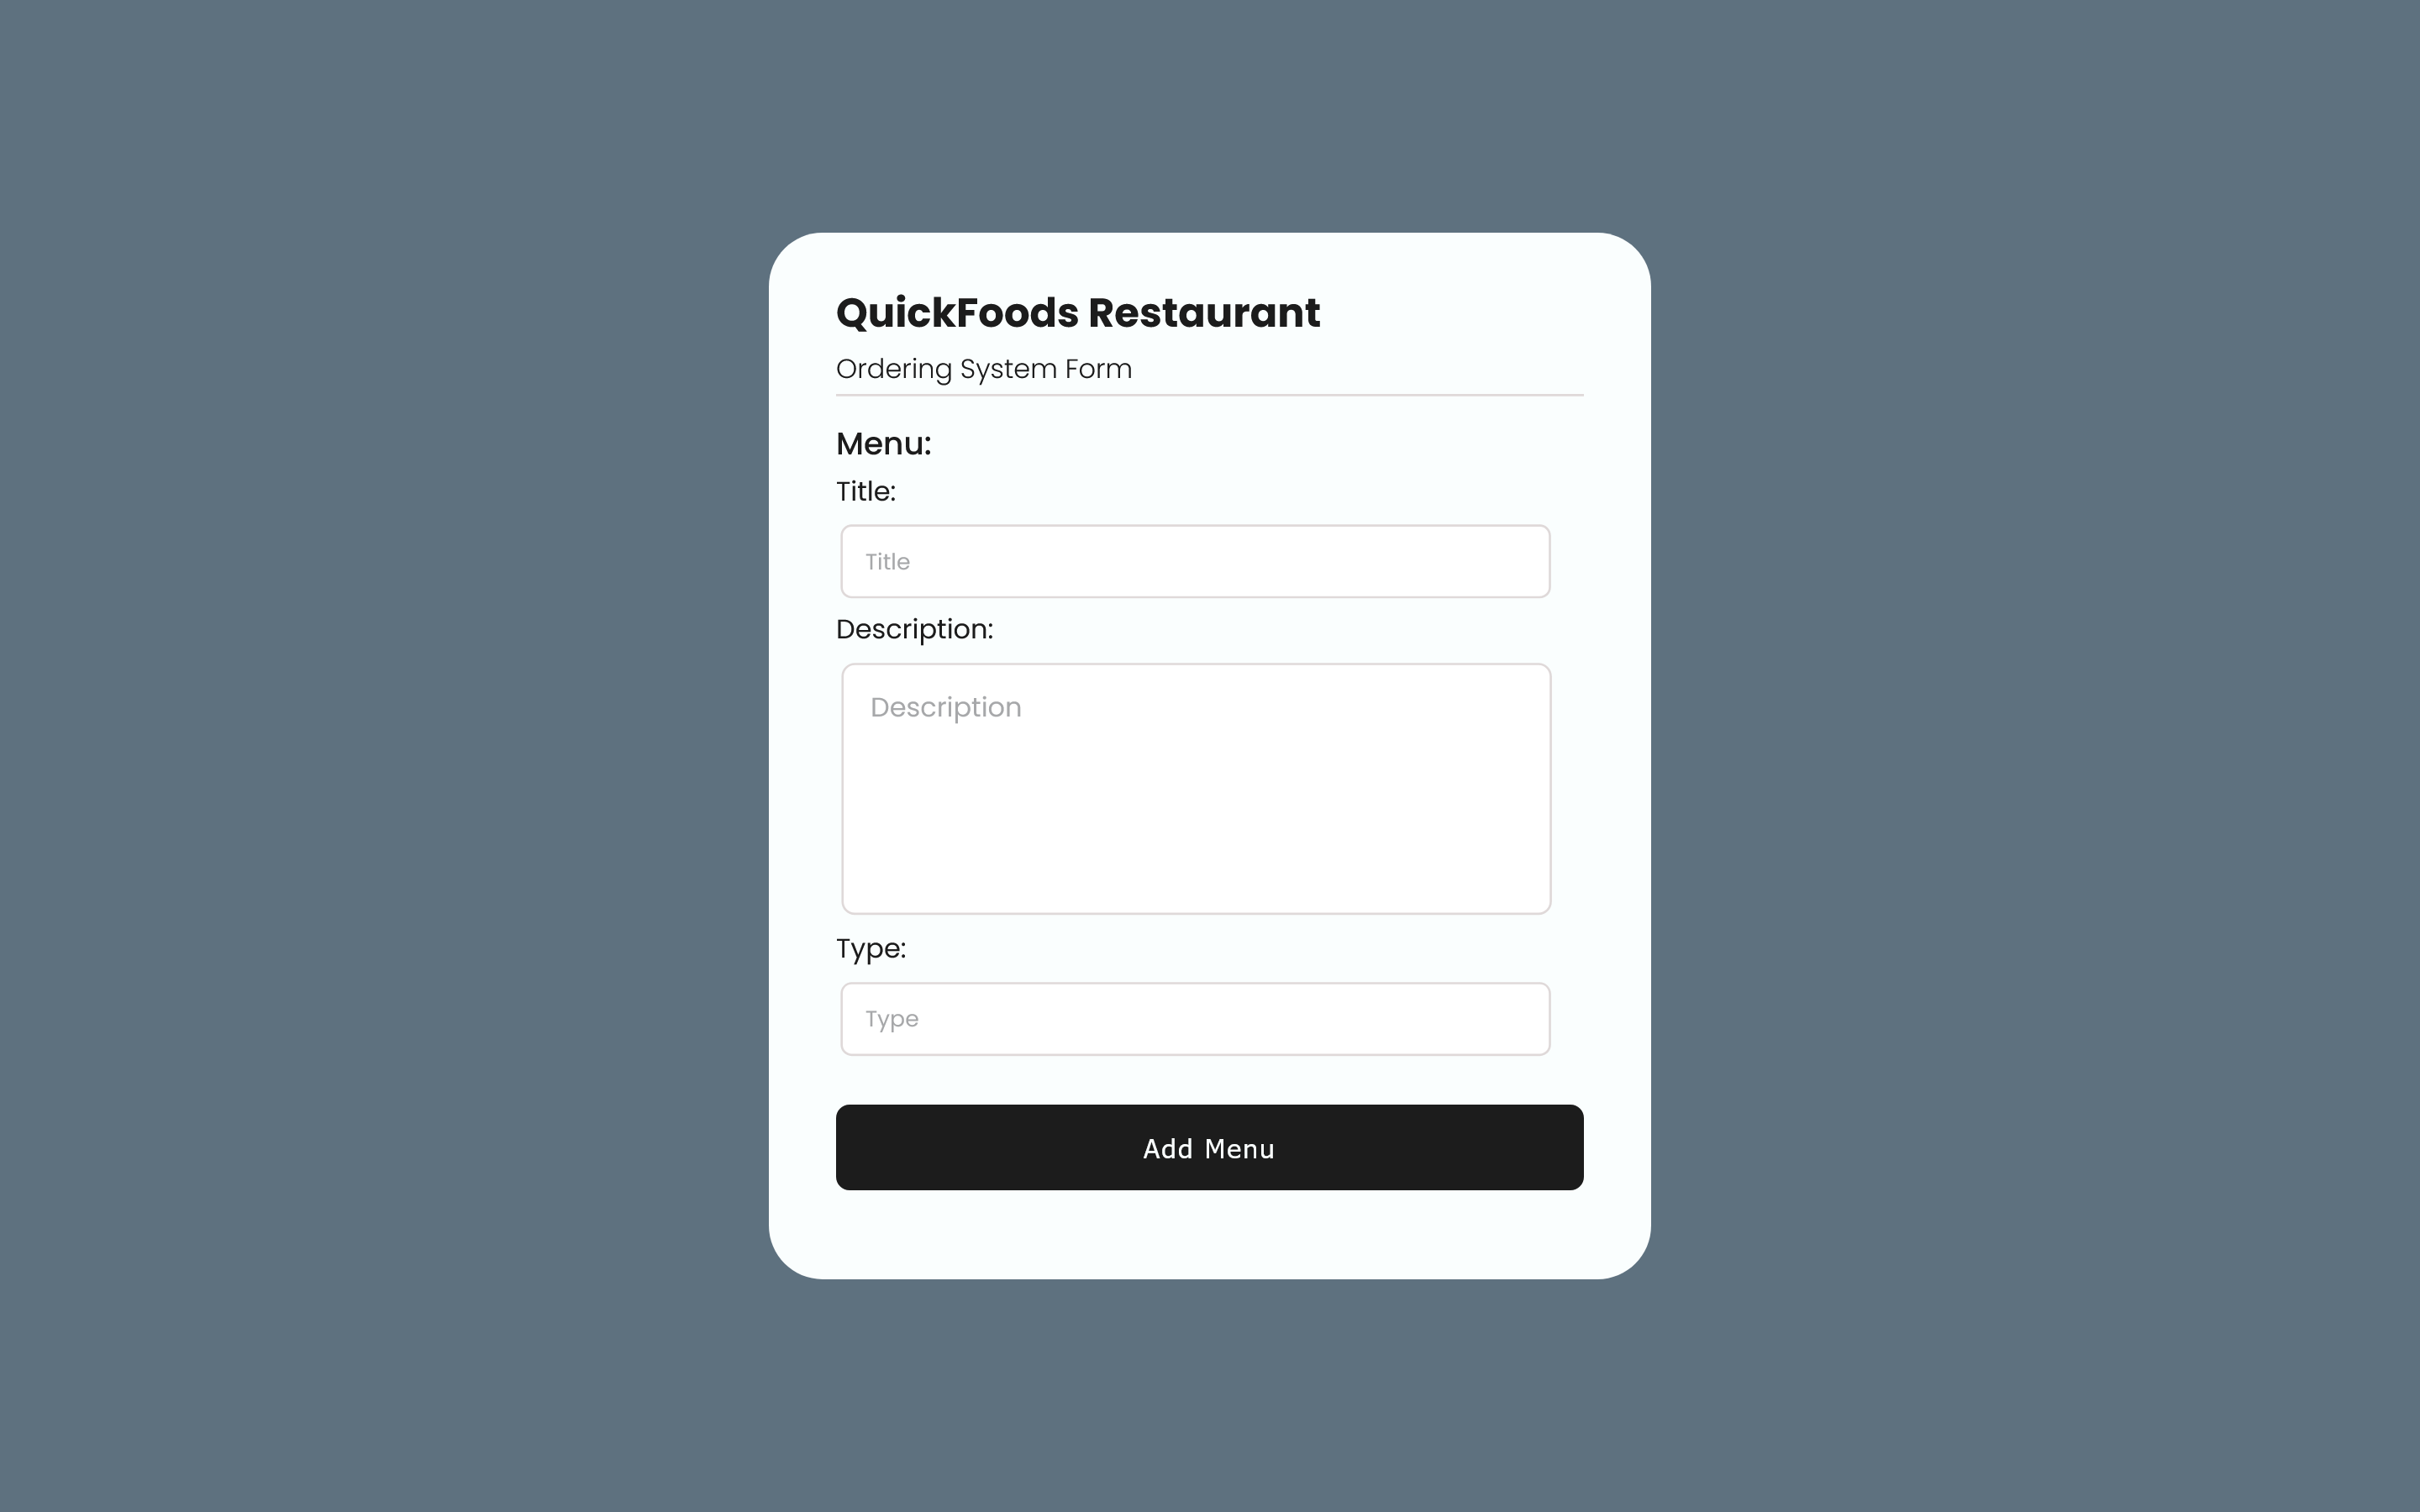 QuickFoods Restaurant
Ordering System Form
Menu:
Title:
Title
Description:
Description
Type:
Type
Add Menu